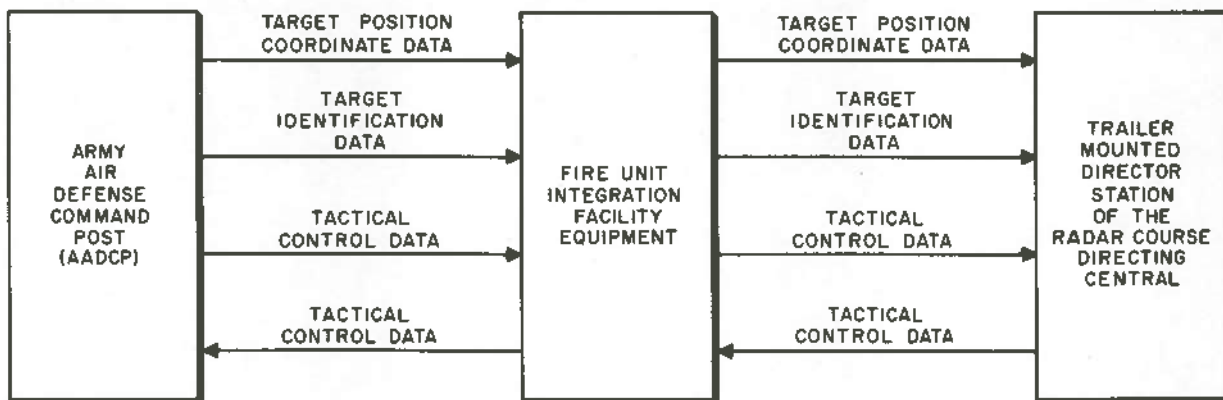 ARMY
AIR
DEFENSE
COMMAND
POST
(AADCP)
TARGET POSITION
COORDINATE DATA
TARGET
IDENTIFICATION
DATA
TACTICAL
CONTROL DATA
TACTICAL
CONTROL DATA
FIRE UNIT
INTEGRATION
FACILITY
EQUIPMENT
TARGET POSITION
COORDINATE DATA
TARGET
IDENTIFICATION
DATA
TACTICAL
CONTROL DATA
TACTICAL
CONTROL DATA
TRAILER
MOUNTED
DIRECTOR
STATION
OF THE
RADAR COURSE
DIRECTING
CENTRAL